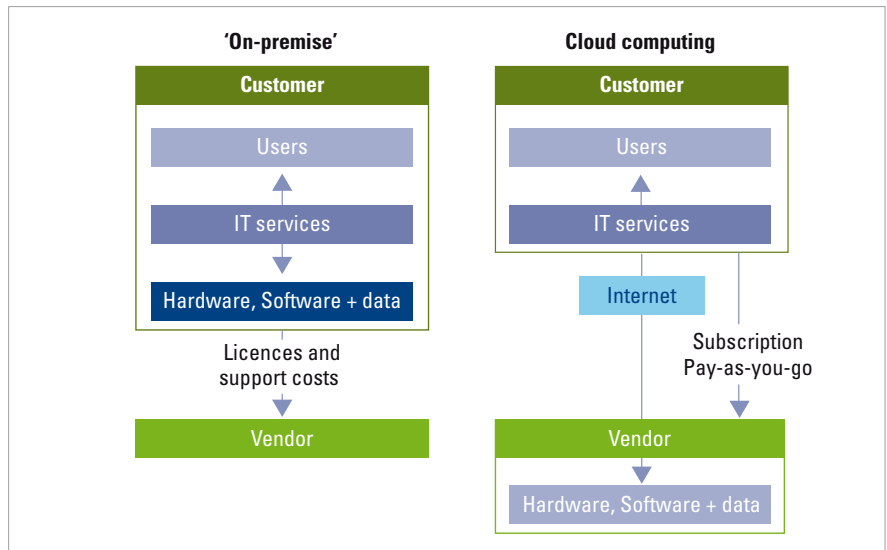 ‘On-premise’
Customer
Users
IT services
Hardware, Software + data
Licences and
support costs
Vendor
Cloud computing
Customer
Users
IT services
Internet
Subscription
Pay-as-you-go
Vendor
Hardware, Software + data